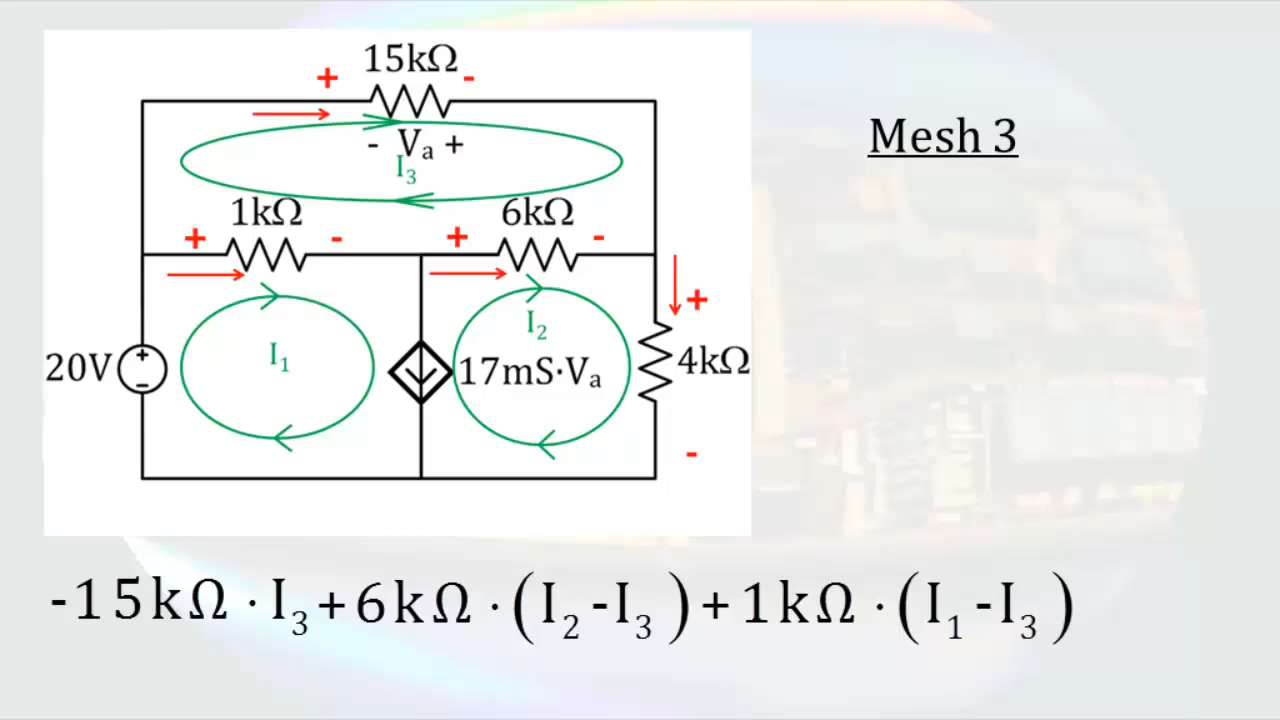 15kΩ
+ -
- Vₐ +
I₃
1kΩ 6kΩ
+ - + -
I₁ I₂
+
20V 17mS·Vₐ 4kΩ
-
Mesh 3
-15kΩ · I₃ + 6kΩ · (I₂ - I₃) + 1kΩ · (I₁ - I₃)